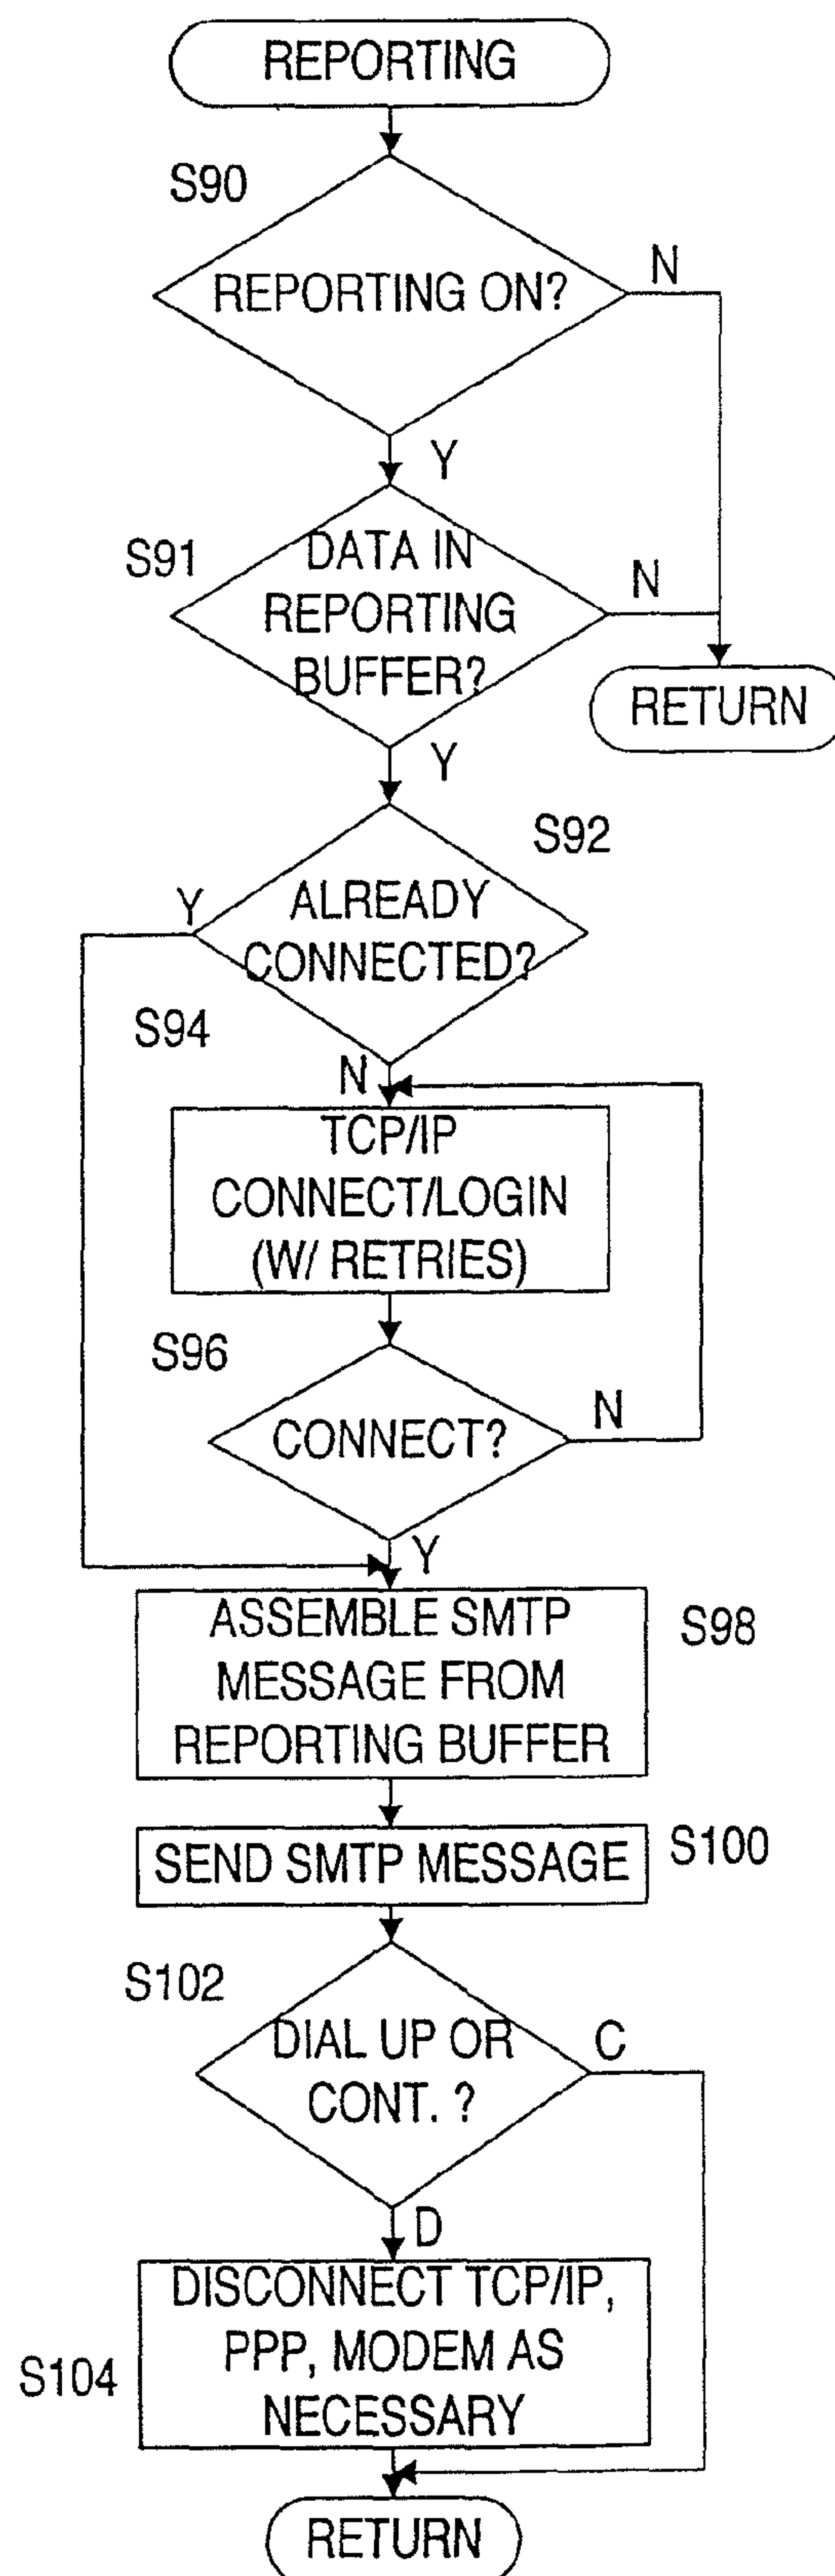 REPORTING
S90
REPORTING ON?
N
Y
S91
DATA IN
REPORTING
BUFFER?
N
RETURN
Y
S92
ALREADY
CONNECTED?
Y
S94
N
TCP/IP
CONNECT/LOGIN
(W/ RETRIES)
S96
CONNECT?
N
Y
ASSEMBLE SMTP
MESSAGE FROM
REPORTING BUFFER
S98
SEND SMTP MESSAGE
S100
S102
DIAL UP OR
CONT. ?
C
D
DISCONNECT TCP/IP,
PPP, MODEM AS
NECESSARY
S104
RETURN